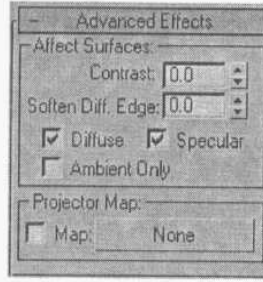 - Advanced Effects
Affect Surfaces:
Contrast: 0.0
Soften Diff. Edge: 0.0
Diffuse Specular
Ambient Only
Projector Map:
Map: None